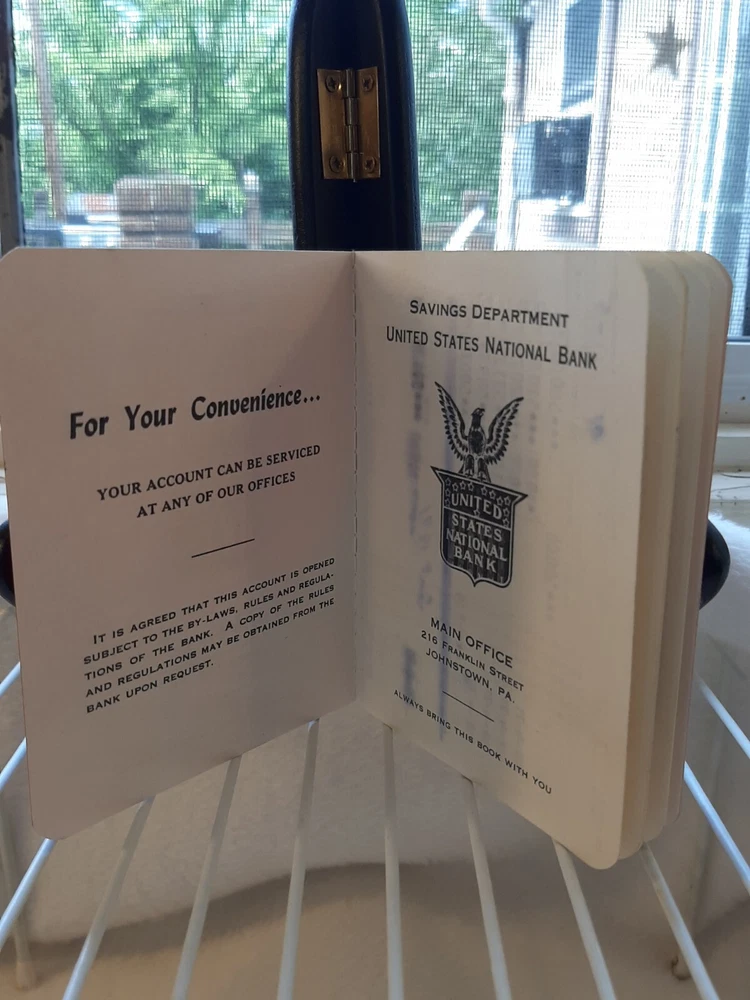 For Your Convenience...
YOUR ACCOUNT CAN BE SERVICED
AT ANY OF OUR OFFICES
IT IS AGREED THAT THIS ACCOUNT IS OPENED
SUBJECT TO THE BY-LAWS, RULES AND REGULA-
TIONS OF THE BANK. A COPY OF THE RULES
AND REGULATIONS MAY BE OBTAINED FROM THE
BANK UPON REQUEST.
SAVINGS DEPARTMENT
UNITED STATES NATIONAL BANK
UNITED
STATES
NATIONAL
BANK
MAIN OFFICE
216 FRANKLIN STREET
JOHNSTOWN, PA.
ALWAYS BRING THIS BOOK WITH YOU